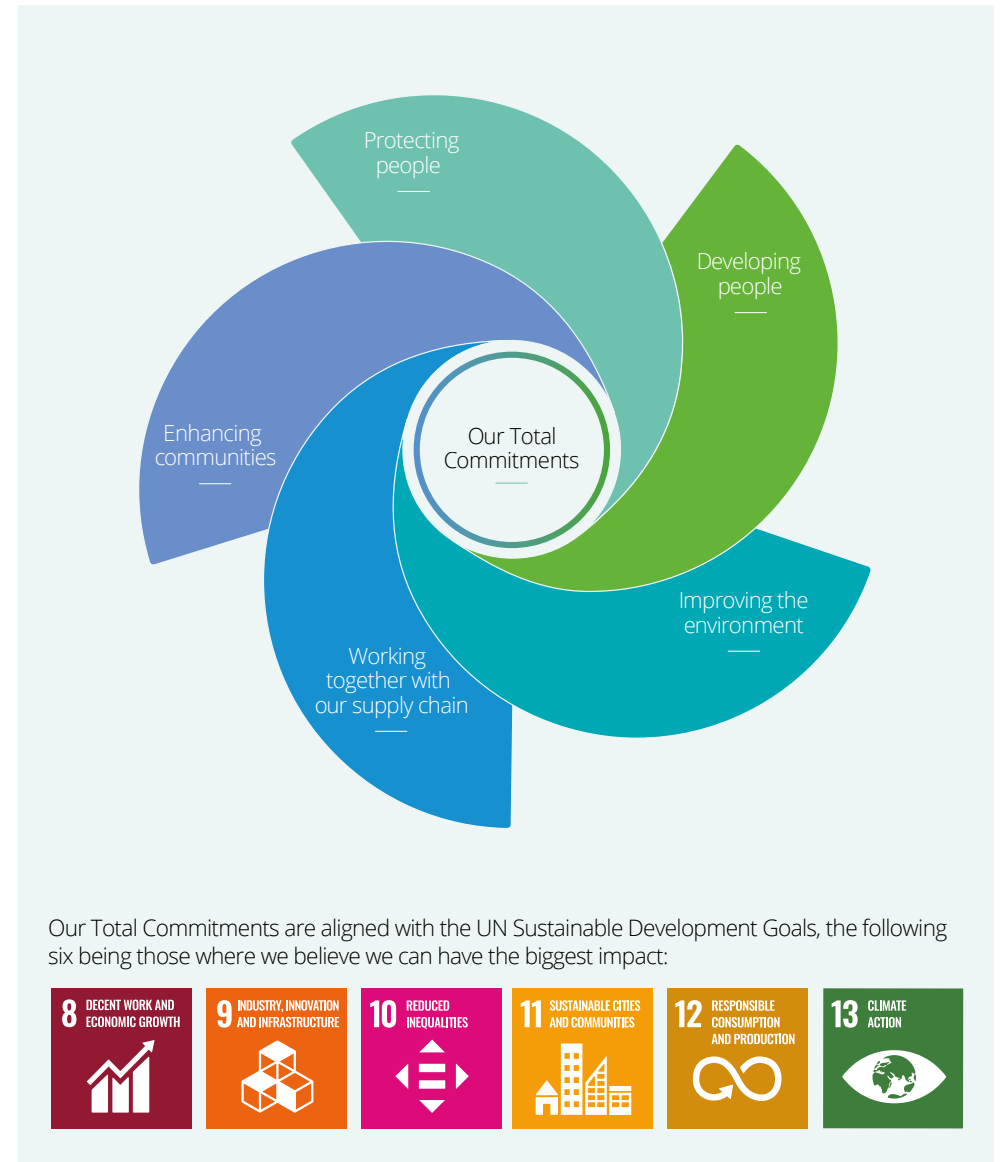 Protecting
people
Developing
people
Enhancing
communities
Our Total
Commitments
Improving the
environment
Working
together with
our supply chain
Our Total Commitments are aligned with the UN Sustainable Development Goals, the following
six being those where we believe we can have the biggest impact:
8 DECENT WORK AND
ECONOMIC GROWTH
9 INDUSTRY, INNOVATION
AND INFRASTRUCTURE
10 REDUCED
INEQUALITIES
11 SUSTAINABLE CITIES
AND COMMUNITIES
12 RESPONSIBLE
CONSUMPTION
AND PRODUCTION
13 CLIMATE
ACTION